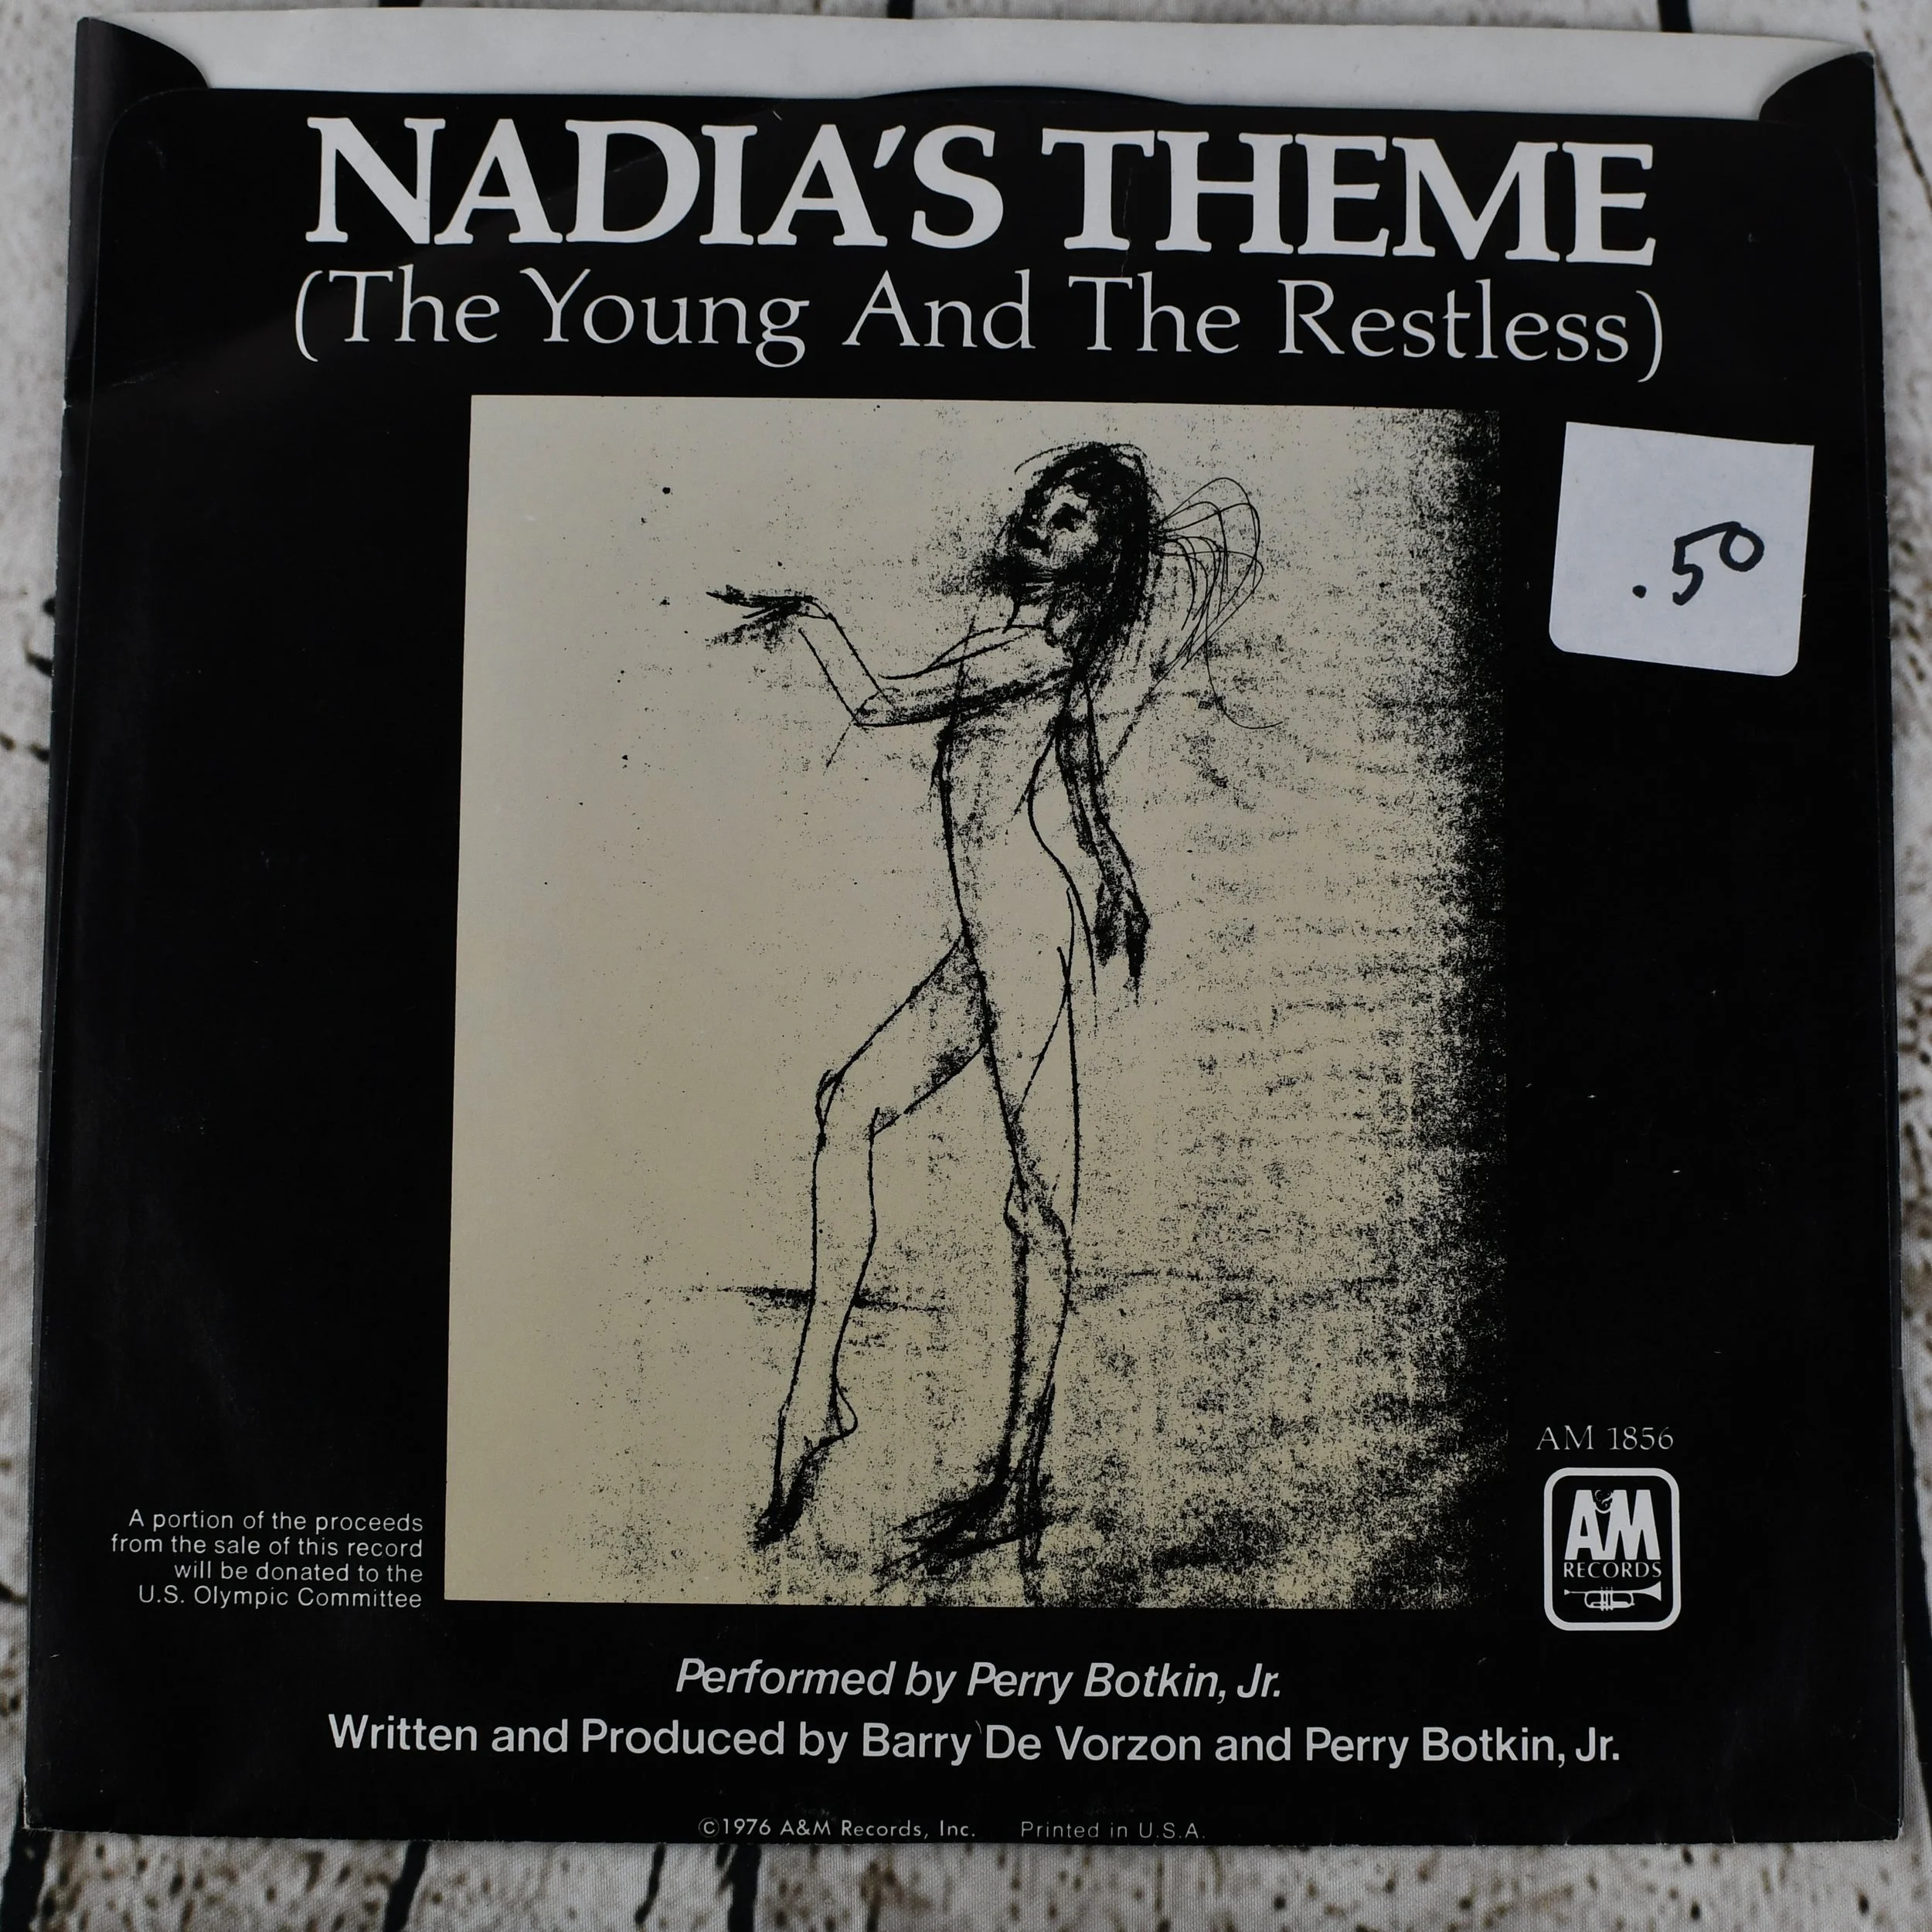 NADIA'S THEME
(The Young And The Restless)
.50
AM 1856
A&M
RECORDS
A portion of the proceeds
from the sale of this record
will be donated to the
U.S. Olympic Committee
Performed by Perry Botkin, Jr.
Written and Produced by Barry De Vorzon and Perry Botkin, Jr.
©1976 A&M Records, Inc. Printed in U.S.A.